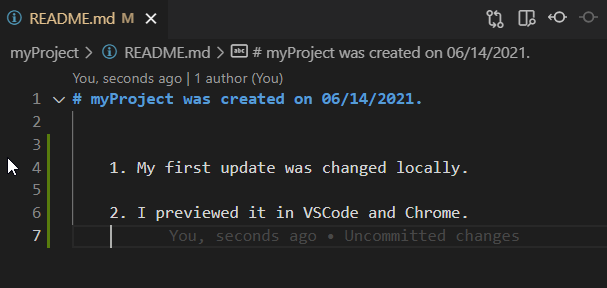 README.md M
myProject > README.md > # myProject was created on 06/14/2021.
You, seconds ago | 1 author (You)
1 # myProject was created on 06/14/2021.
2
3
4 1. My first update was changed locally.
5
6 2. I previewed it in VSCode and Chrome.
7 You, seconds ago • Uncommitted changes